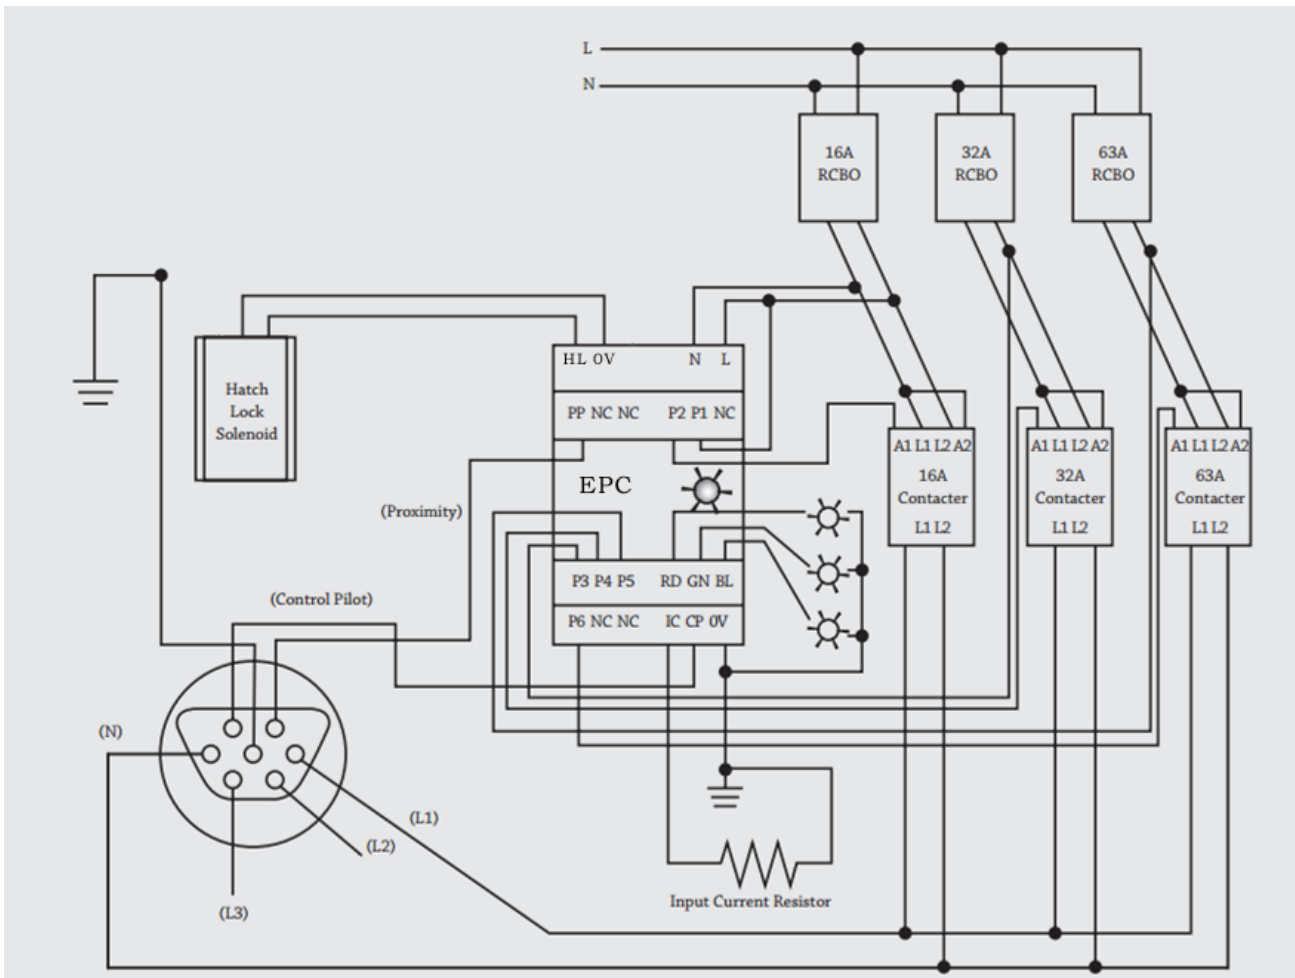 L
N
16A
RCBO
32A
RCBO
63A
RCBO
Hatch
Lock
Solenoid
HL 0V
N L
PP NC NC
P2 P1 NC
EPC
A1 L1 L2 A2
16A
Contacter
L1 L2
A1 L1 L2 A2
32A
Contacter
L1 L2
A1 L1 L2 A2
63A
Contacter
L1 L2
(Proximity)
(Control Pilot)
P3 P4 P5
RD GN BL
P6 NC NC
IC CP 0V
(N)
(L1)
(L2)
(L3)
Input Current Resistor